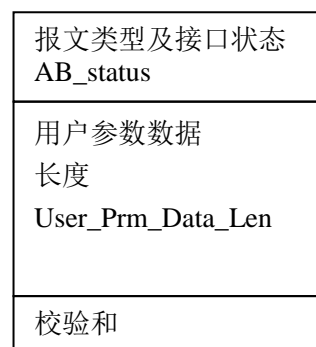 报文类型及接口状态
AB_status
用户参数数据
长度
User_Prm_Data_Len
校验和